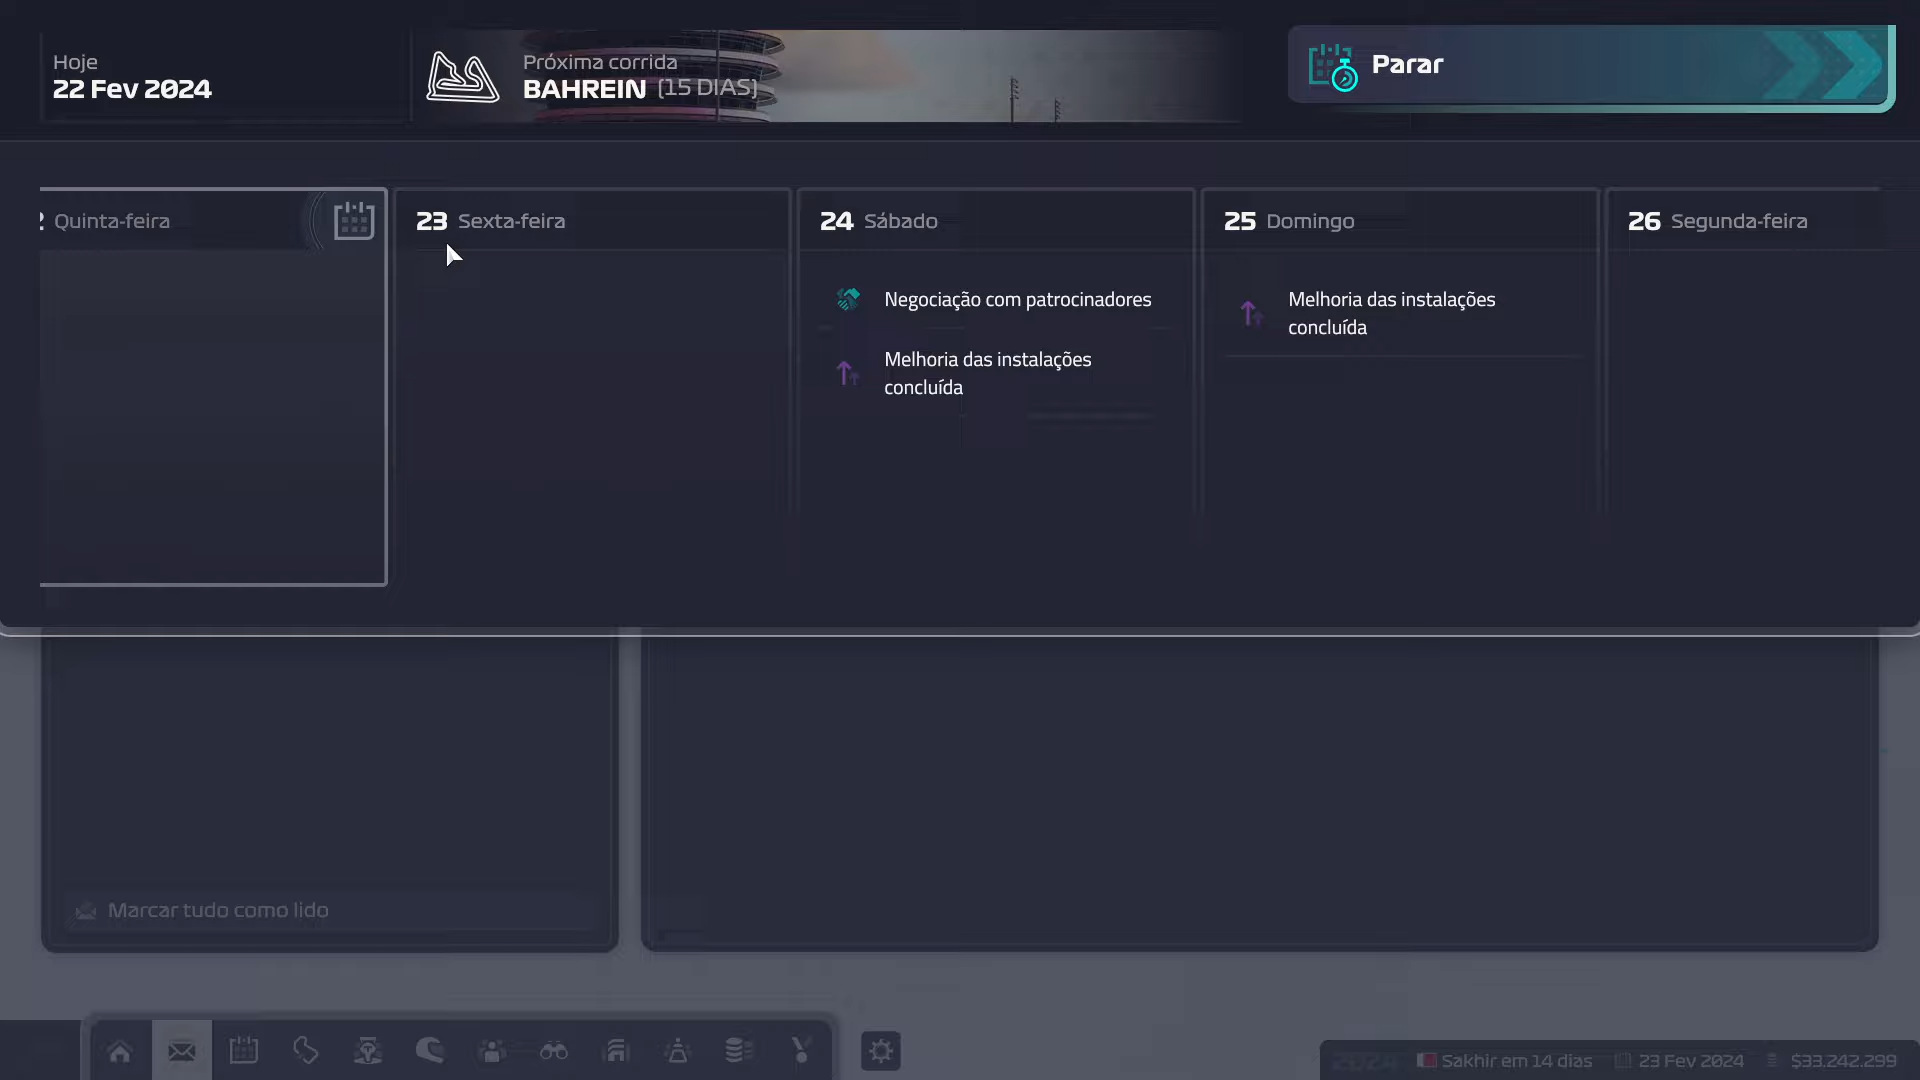 Hoje
22 Fev 2024
Próxima corrida
BAHREIN (15 DIAS)
Parar
Quinta-feira
23 Sexta-feira
24 Sábado
25 Domingo
26 Segunda-feira
Negociação com patrocinadores
Melhoria das instalações
concluída
Melhoria das instalações
concluída
Marcar tudo como lido
Sakhir em 14 dias
23 Fev 2024
$33.242.299